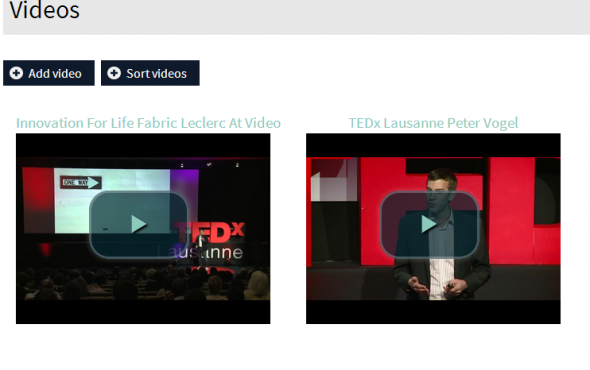 Videos
Add video
Sort videos
Innovation For Life Fabric Leclerc At Video
TEDx Lausanne Peter Vogel
ONE WAY
TEDx
Lausanne
TED